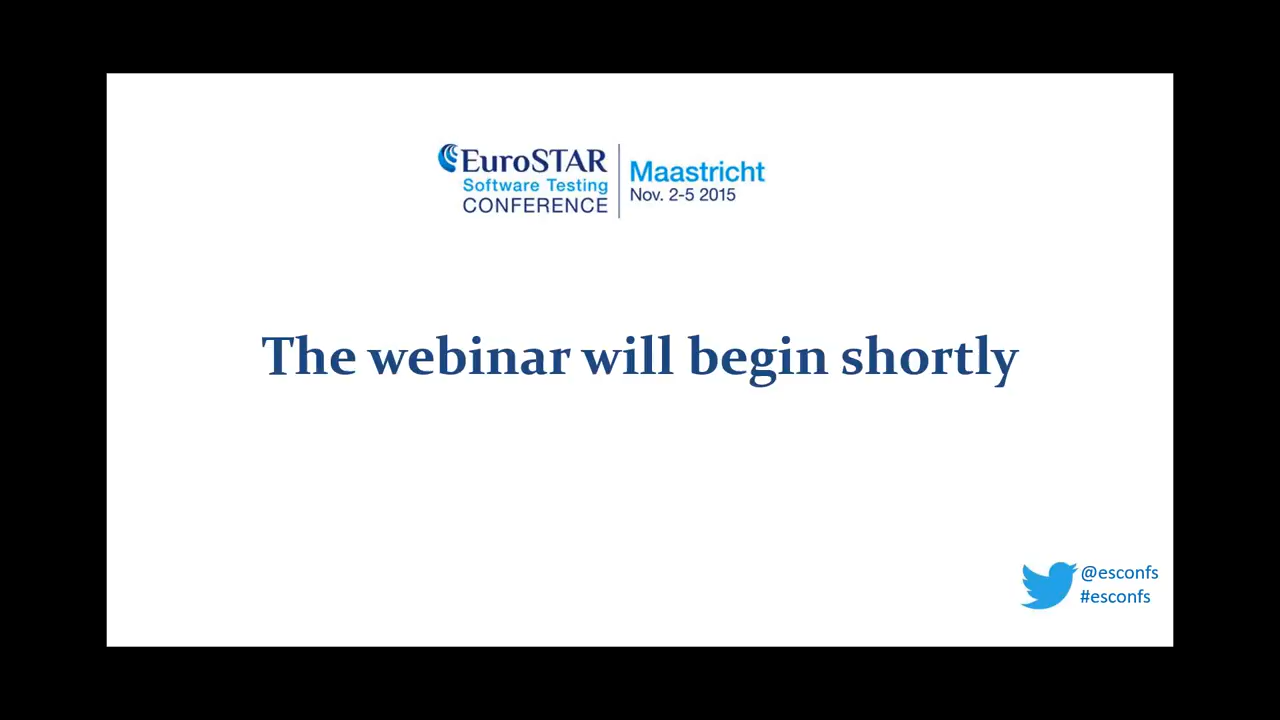 EuroSTAR
Software Testing
CONFERENCE
Maastricht
Nov. 2-5 2015
The webinar will begin shortly
@esconfs
#esconfs